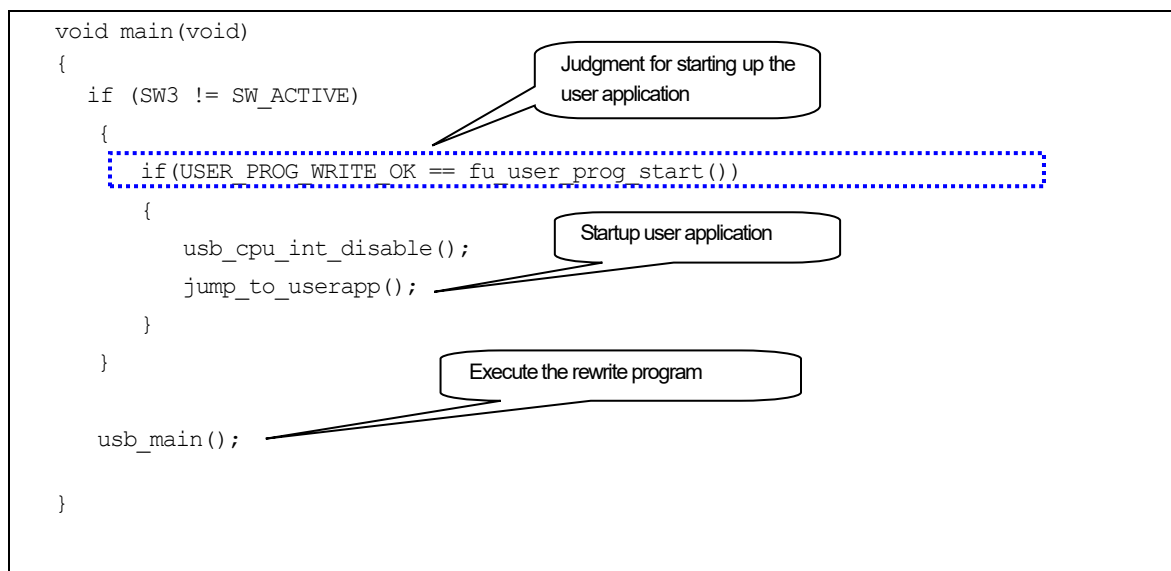 void main(void)
{
Judgment for starting up the
user application
if (SW3 != SW_ACTIVE)
{
if(USER_PROG_WRITE_OK == fu_user_prog_start())
{
Startup user application
usb_cpu_int_disable();
jump_to_userapp();
}
}
Execute the rewrite program
usb_main();
}